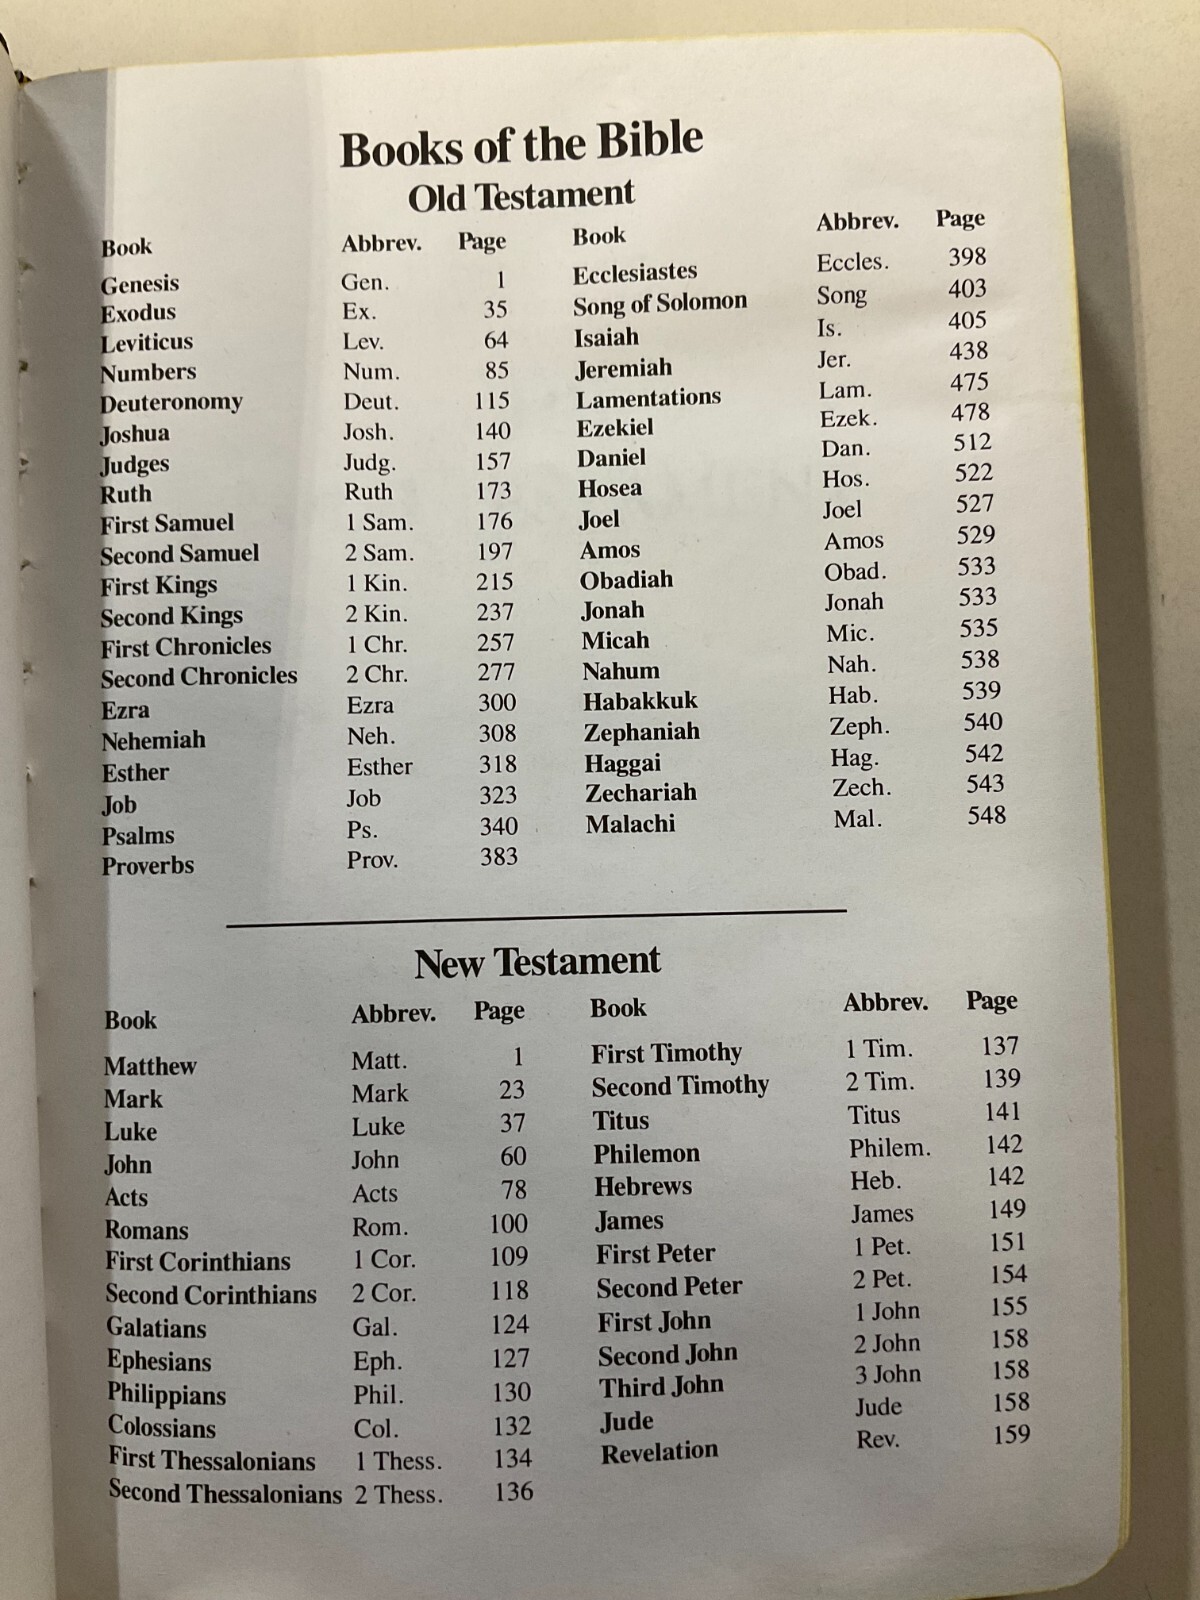 Books of the Bible
Old Testament
Book Abbrev. Page Book Abbrev. Page
Genesis Gen. 1 Ecclesiastes Eccles. 398
Exodus Ex. 35 Song of Solomon Song 403
Leviticus Lev. 64 Isaiah Is. 405
Numbers Num. 85 Jeremiah Jer. 438
Deuteronomy Deut. 115 Lamentations Lam. 475
Joshua Josh. 140 Ezekiel Ezek. 478
Judges Judg. 157 Daniel Dan. 512
Ruth Ruth 173 Hosea Hos. 522
First Samuel 1 Sam. 176 Joel Joel 527
Second Samuel 2 Sam. 197 Amos Amos 529
First Kings 1 Kin. 215 Obadiah Obad. 533
Second Kings 2 Kin. 237 Jonah Jonah 533
First Chronicles 1 Chr. 257 Micah Mic. 535
Second Chronicles 2 Chr. 277 Nahum Nah. 538
Ezra Ezra 300 Habakkuk Hab. 539
Nehemiah Neh. 308 Zephaniah Zeph. 540
Esther Esther 318 Haggai Hag. 542
Job Job 323 Zechariah Zech. 543
Psalms Ps. 340 Malachi Mal. 548
Proverbs Prov. 383
New Testament
Book Abbrev. Page Book Abbrev. Page
Matthew Matt. 1 First Timothy 1 Tim. 137
Mark Mark 23 Second Timothy 2 Tim. 139
Luke Luke 37 Titus Titus 141
John John 60 Philemon Philem. 142
Acts Acts 78 Hebrews Heb. 142
Romans Rom. 100 James James 149
First Corinthians 1 Cor. 109 First Peter 1 Pet. 151
Second Corinthians 2 Cor. 118 Second Peter 2 Pet. 154
Galatians Gal. 124 First John 1 John 155
Ephesians Eph. 127 Second John 2 John 158
Philippians Phil. 130 Third John 3 John 158
Colossians Col. 132 Jude Jude 158
First Thessalonians 1 Thess. 134 Revelation Rev. 159
Second Thessalonians 2 Thess. 136